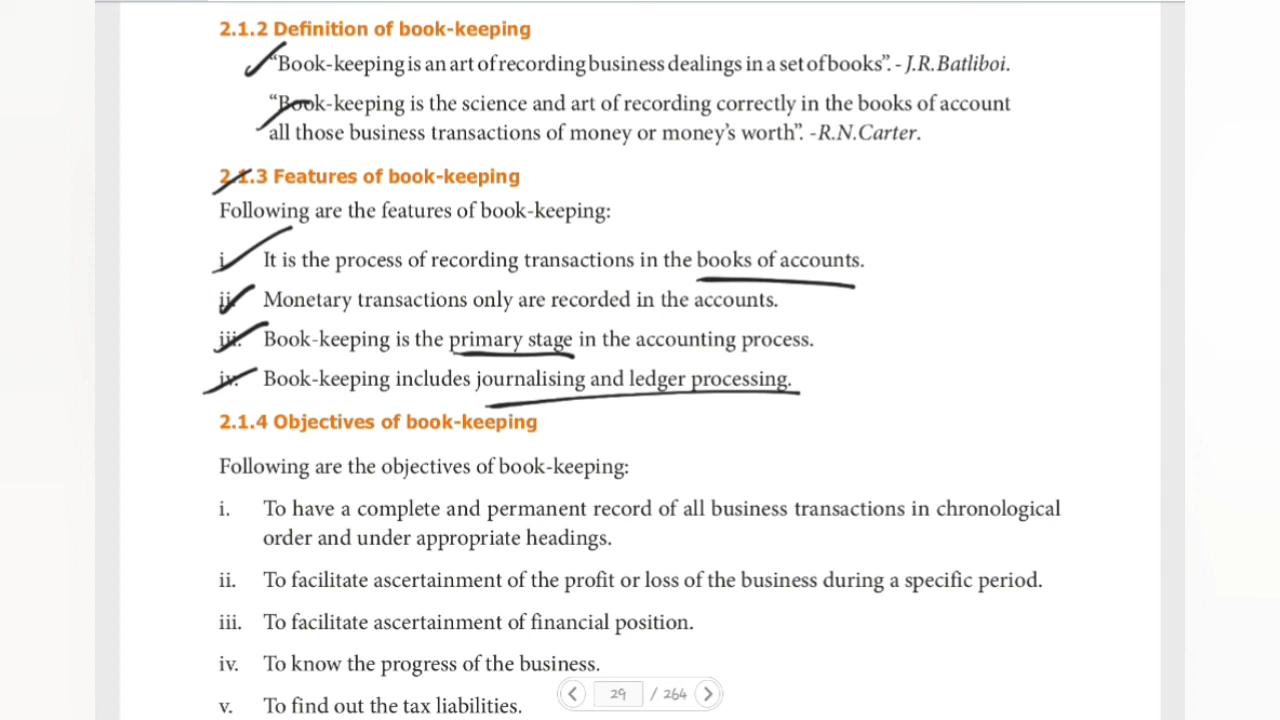 2.1.2 Definition of book-keeping
“Book-keeping is an art of recording business dealings in a set of books”. - J.R.Batliboi.
“Book-keeping is the science and art of recording correctly in the books of account
all those business transactions of money or money’s worth”. -R.N.Carter.
2.1.3 Features of book-keeping
Following are the features of book-keeping:
i. It is the process of recording transactions in the books of accounts.
ii. Monetary transactions only are recorded in the accounts.
iii. Book-keeping is the primary stage in the accounting process.
iv. Book-keeping includes journalising and ledger processing.
2.1.4 Objectives of book-keeping
Following are the objectives of book-keeping:
i. To have a complete and permanent record of all business transactions in chronological
order and under appropriate headings.
ii. To facilitate ascertainment of the profit or loss of the business during a specific period.
iii. To facilitate ascertainment of financial position.
iv. To know the progress of the business.
v. To find out the tax liabilities.
29 / 264